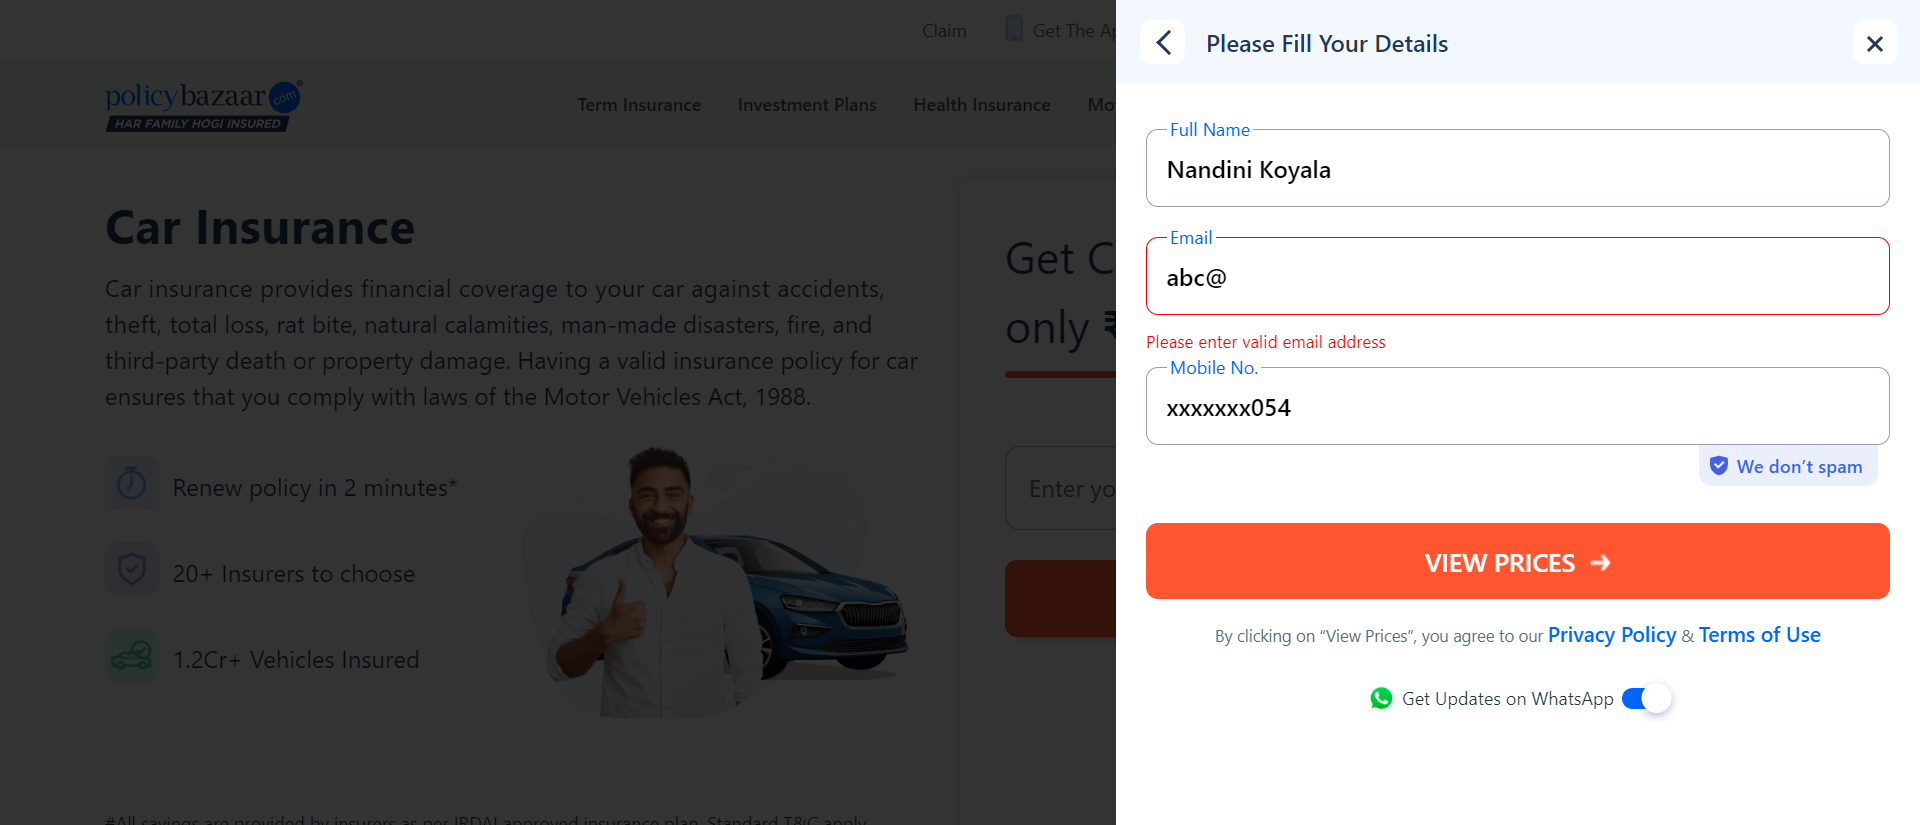 Claim
Get The Ap
policybazaar.com®
HAR FAMILY HOGI INSURED
Term Insurance
Investment Plans
Health Insurance
Mo
Car Insurance
Car insurance provides financial coverage to your car against accidents,
theft, total loss, rat bite, natural calamities, man-made disasters, fire, and
third-party death or property damage. Having a valid insurance policy for car
ensures that you comply with laws of the Motor Vehicles Act, 1988.
Renew policy in 2 minutes*
20+ Insurers to choose
1.2Cr+ Vehicles Insured
Get C
only ₹
Enter yo
#All savings are provided by insurers as per IRDAI approved insurance plan. Standard T&C apply
Please Fill Your Details
Full Name
Nandini Koyala
Email
abc@
Please enter valid email address
Mobile No.
xxxxxxx054
We don’t spam
VIEW PRICES
By clicking on “View Prices”, you agree to our Privacy Policy & Terms of Use
Get Updates on WhatsApp